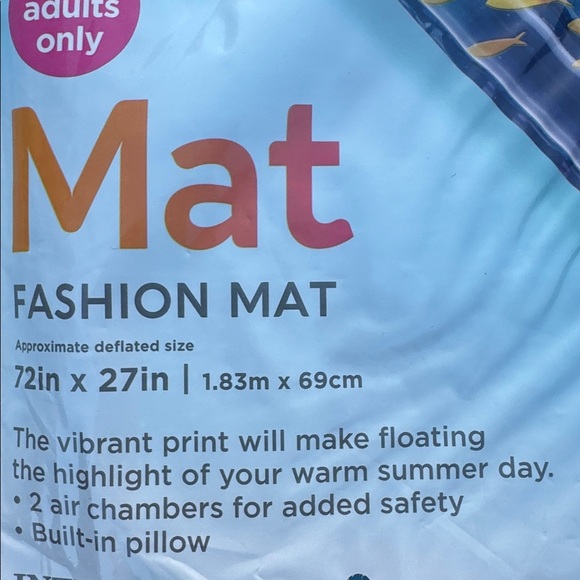 adults
only
Mat
FASHION MAT
Approximate deflated size
72in x 27in | 1.83m x 69cm
The vibrant print will make floating
the highlight of your warm summer day.
• 2 air chambers for added safety
• Built-in pillow